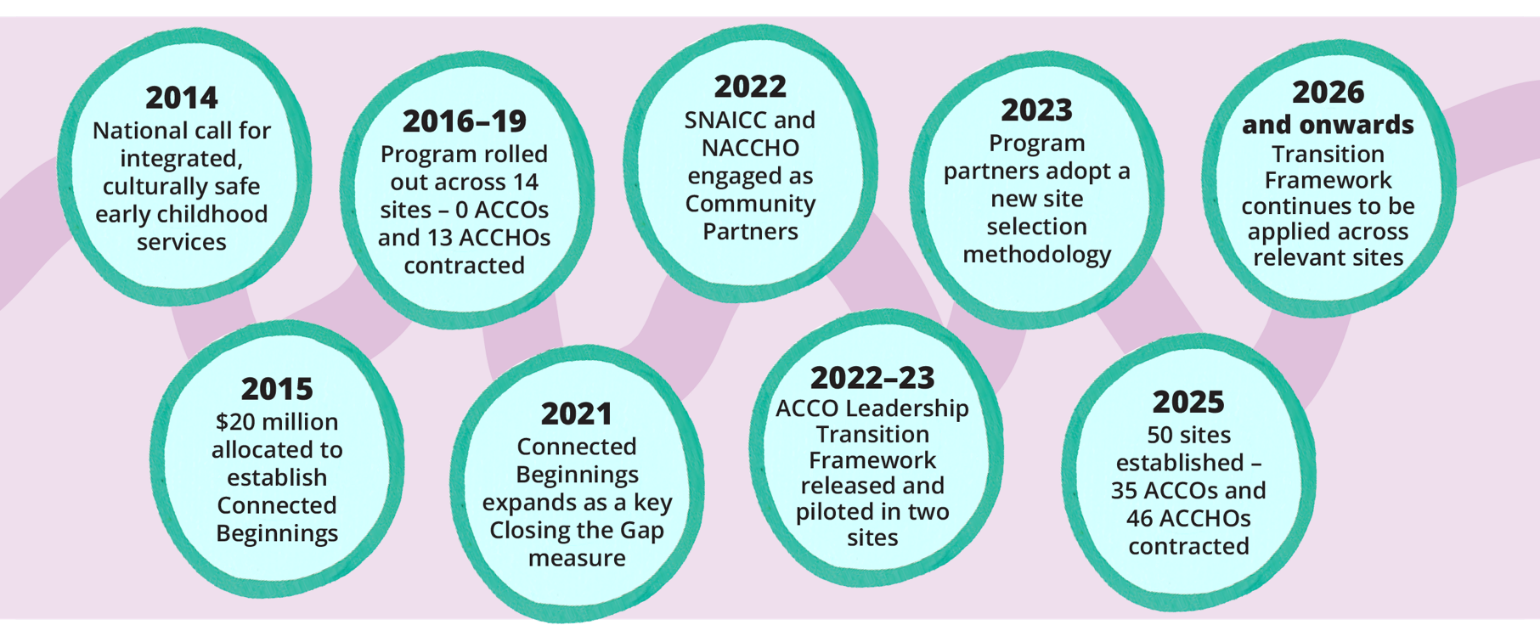 2014
National call for
integrated,
culturally safe
early childhood
services
2015
$20 million
allocated to
establish
Connected
Beginnings
2016–19
Program rolled
out across 14
sites – 0 ACCOs
and 13 ACCHOs
contracted
2021
Connected
Beginnings
expands as a key
Closing the Gap
measure
2022
SNAICC and
NACCHO
engaged as
Community
Partners
2022–23
ACCO Leadership
Transition
Framework
released and
piloted in two
sites
2023
Program
partners adopt a
new site
selection
methodology
2025
50 sites
established –
35 ACCOs and
46 ACCHOs
contracted
2026
and onwards
Transition
Framework
continues to be
applied across
relevant sites